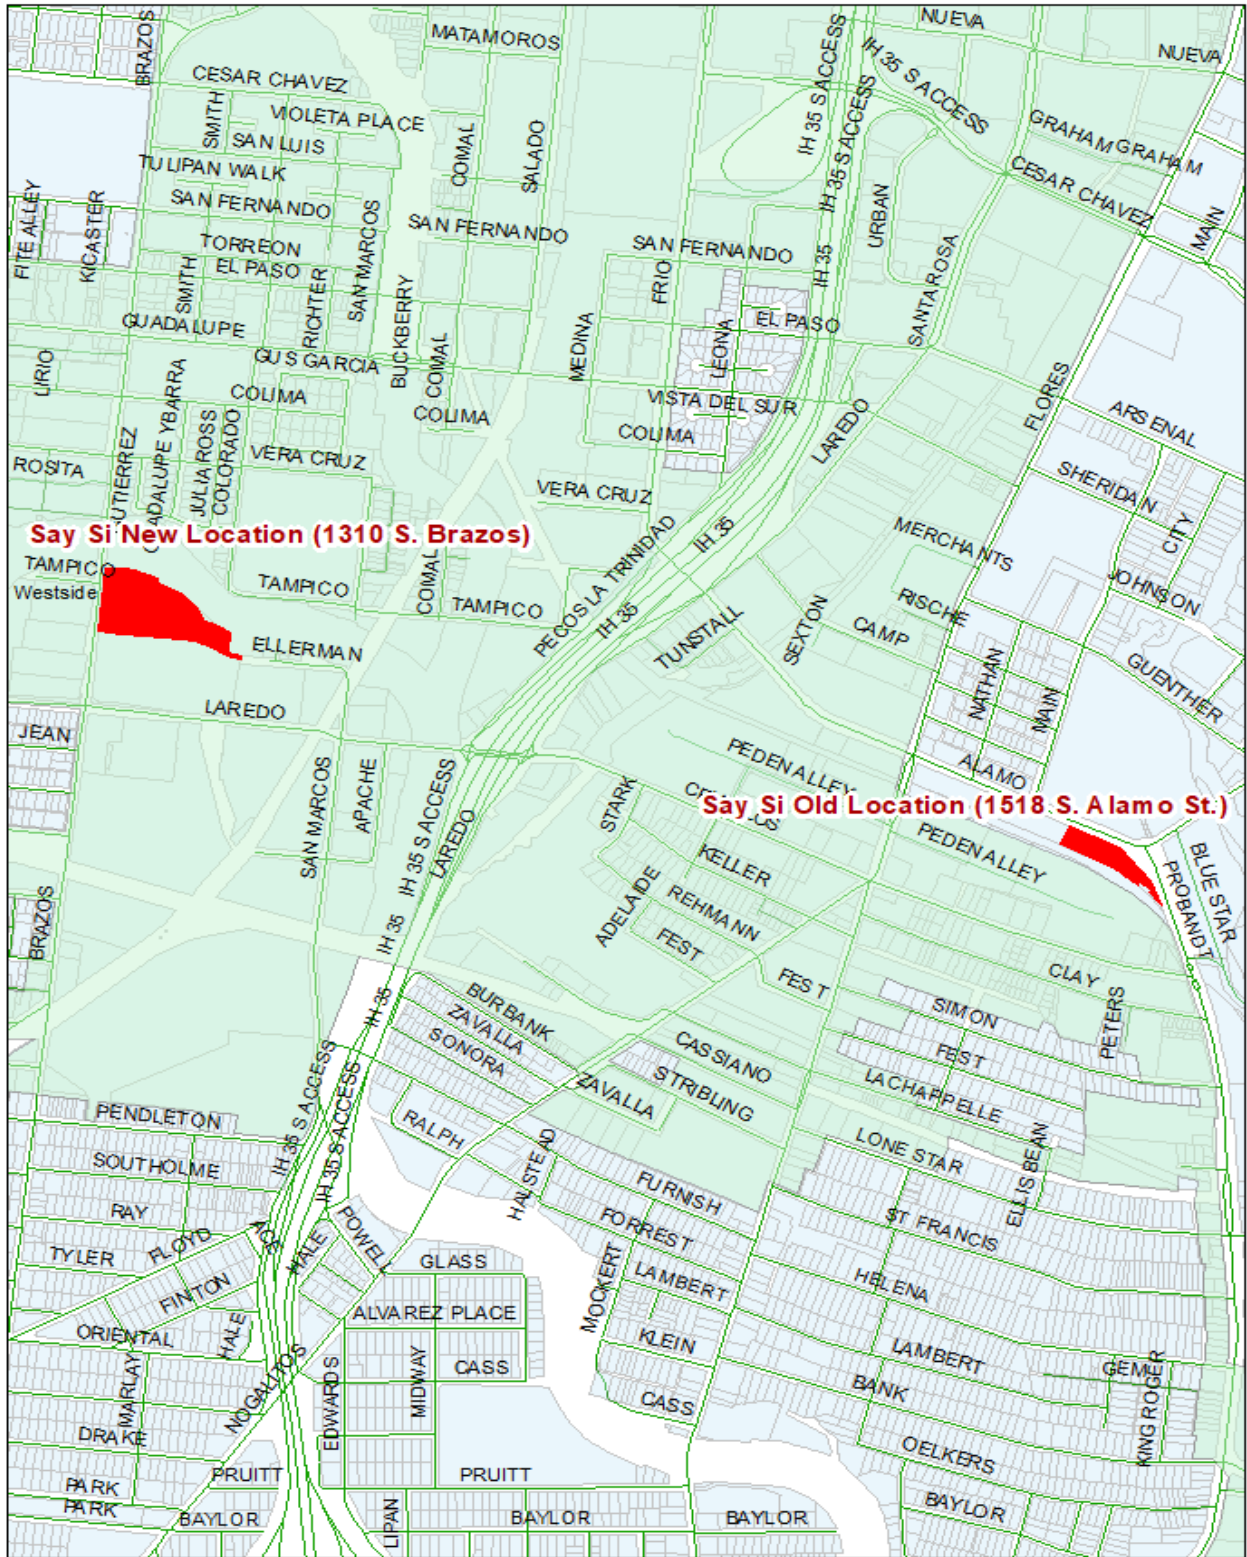 NUEVA
BRAZOS
MATAMOROS
IH 35 S ACCESS
IH 35 S ACCESS
NUEVA
CESAR CHAVEZ
SMITH
VIOLETA PLACE
COMAL
SALADO
IH 35 S ACCESS
GRAHAM
GRAHAM
SAN LUIS
TULIPAN WALK
CESAR CHAVEZ
FITE ALLEY
KICASTER
SAN FERNANDO
SAN MARCOS
SAN FERNANDO
SAN FERNANDO
URBAN
MAIN
TORREON
EL PASO
SMITH
RICHTER
BUCKBERRY
FRIO
IH 35
SANTA ROSA
GUADALUPE
MEDINA
LEONA
EL PASO
LIRIO
GUS GARCIA
COMAL
COLIMA
COLIMA
VISTA DEL SUR
COLIMA
LAREDO
FLORES
ARSENAL
JULIA ROSS
COLORADO
VERA CRUZ
ROSITA
VERA CRUZ
SHERIDAN
CITY
Say Si New Location (1310 S. Brazos)
PECOS LA TRINIDAD
IH 35
MERCHANTS
TAMPICO
Westside
TAMPICO
COMAL
TAMPICO
IH 35
JOHNSON
TUNSTALL
SEXTON
CAMP
RISCHE
ELLERMAN
NATHAN
MAIN
GUENTHER
LAREDO
JEAN
PEDEN ALLEY
ALAMO
SAN MARCOS
APACHE
IH 35 S ACCESS
LAREDO
STARK
Say Si Old Location (1518 S. Alamo St.)
KELLER
PEDEN ALLEY
BLUE STAR
PROBANDT
BRAZOS
IH 35
ADELAIDE
REHMANN
FEST
FEST
CLAY
IH 35
BURBANK
ZAVALLA
SONORA
SIMON
PETERS
CASSIANO
FEST
IH 35 S ACCESS
IH 35 S ACCESS
ZAVALLA
STRIBLING
LACHAPPELLE
PENDLETON
RALPH
HALSTEAD
LONE STAR
ELLIS BEAN
SOUTHOLME
FURNISH
RAY
ACE
HALE
POWELL
FORREST
ST FRANCIS
TYLER
FLOYD
GLASS
FINTON
MOCKERT
LAMBERT
HELENA
ALVAREZ PLACE
ORIENTAL
HALE
KLEIN
LAMBERT
GEM
MARLAY
NOGALITOS
EDWARDS
MIDWAY
CASS
BANK
KING ROGER
CASS
DRAKE
OELKERS
PRUITT
PRUITT
PARK
PARK
BAYLOR
LIPAN
BAYLOR
BAYLOR
BAYLOR